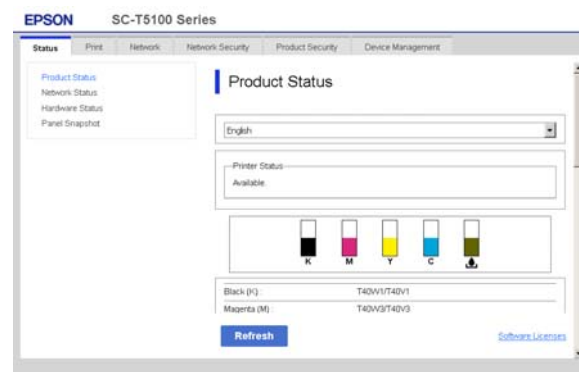 EPSON SC-T5100 Series
Status Print Network Network Security Product Security Device Management
Product Status
Network Status
Hardware Status
Panel Snapshot
Product Status
English
Printer Status
Available.
K M Y C
Black (K) : T40W1/T40V1
Magenta (M) : T40W3/T40V3
Refresh
Software Licenses